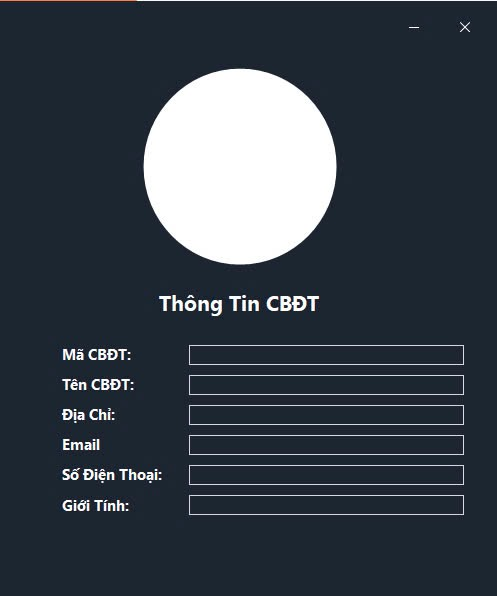 Thông Tin CBĐT
Mã CBĐT:
Tên CBĐT:
Địa Chỉ:
Email
Số Điện Thoại:
Giới Tính: